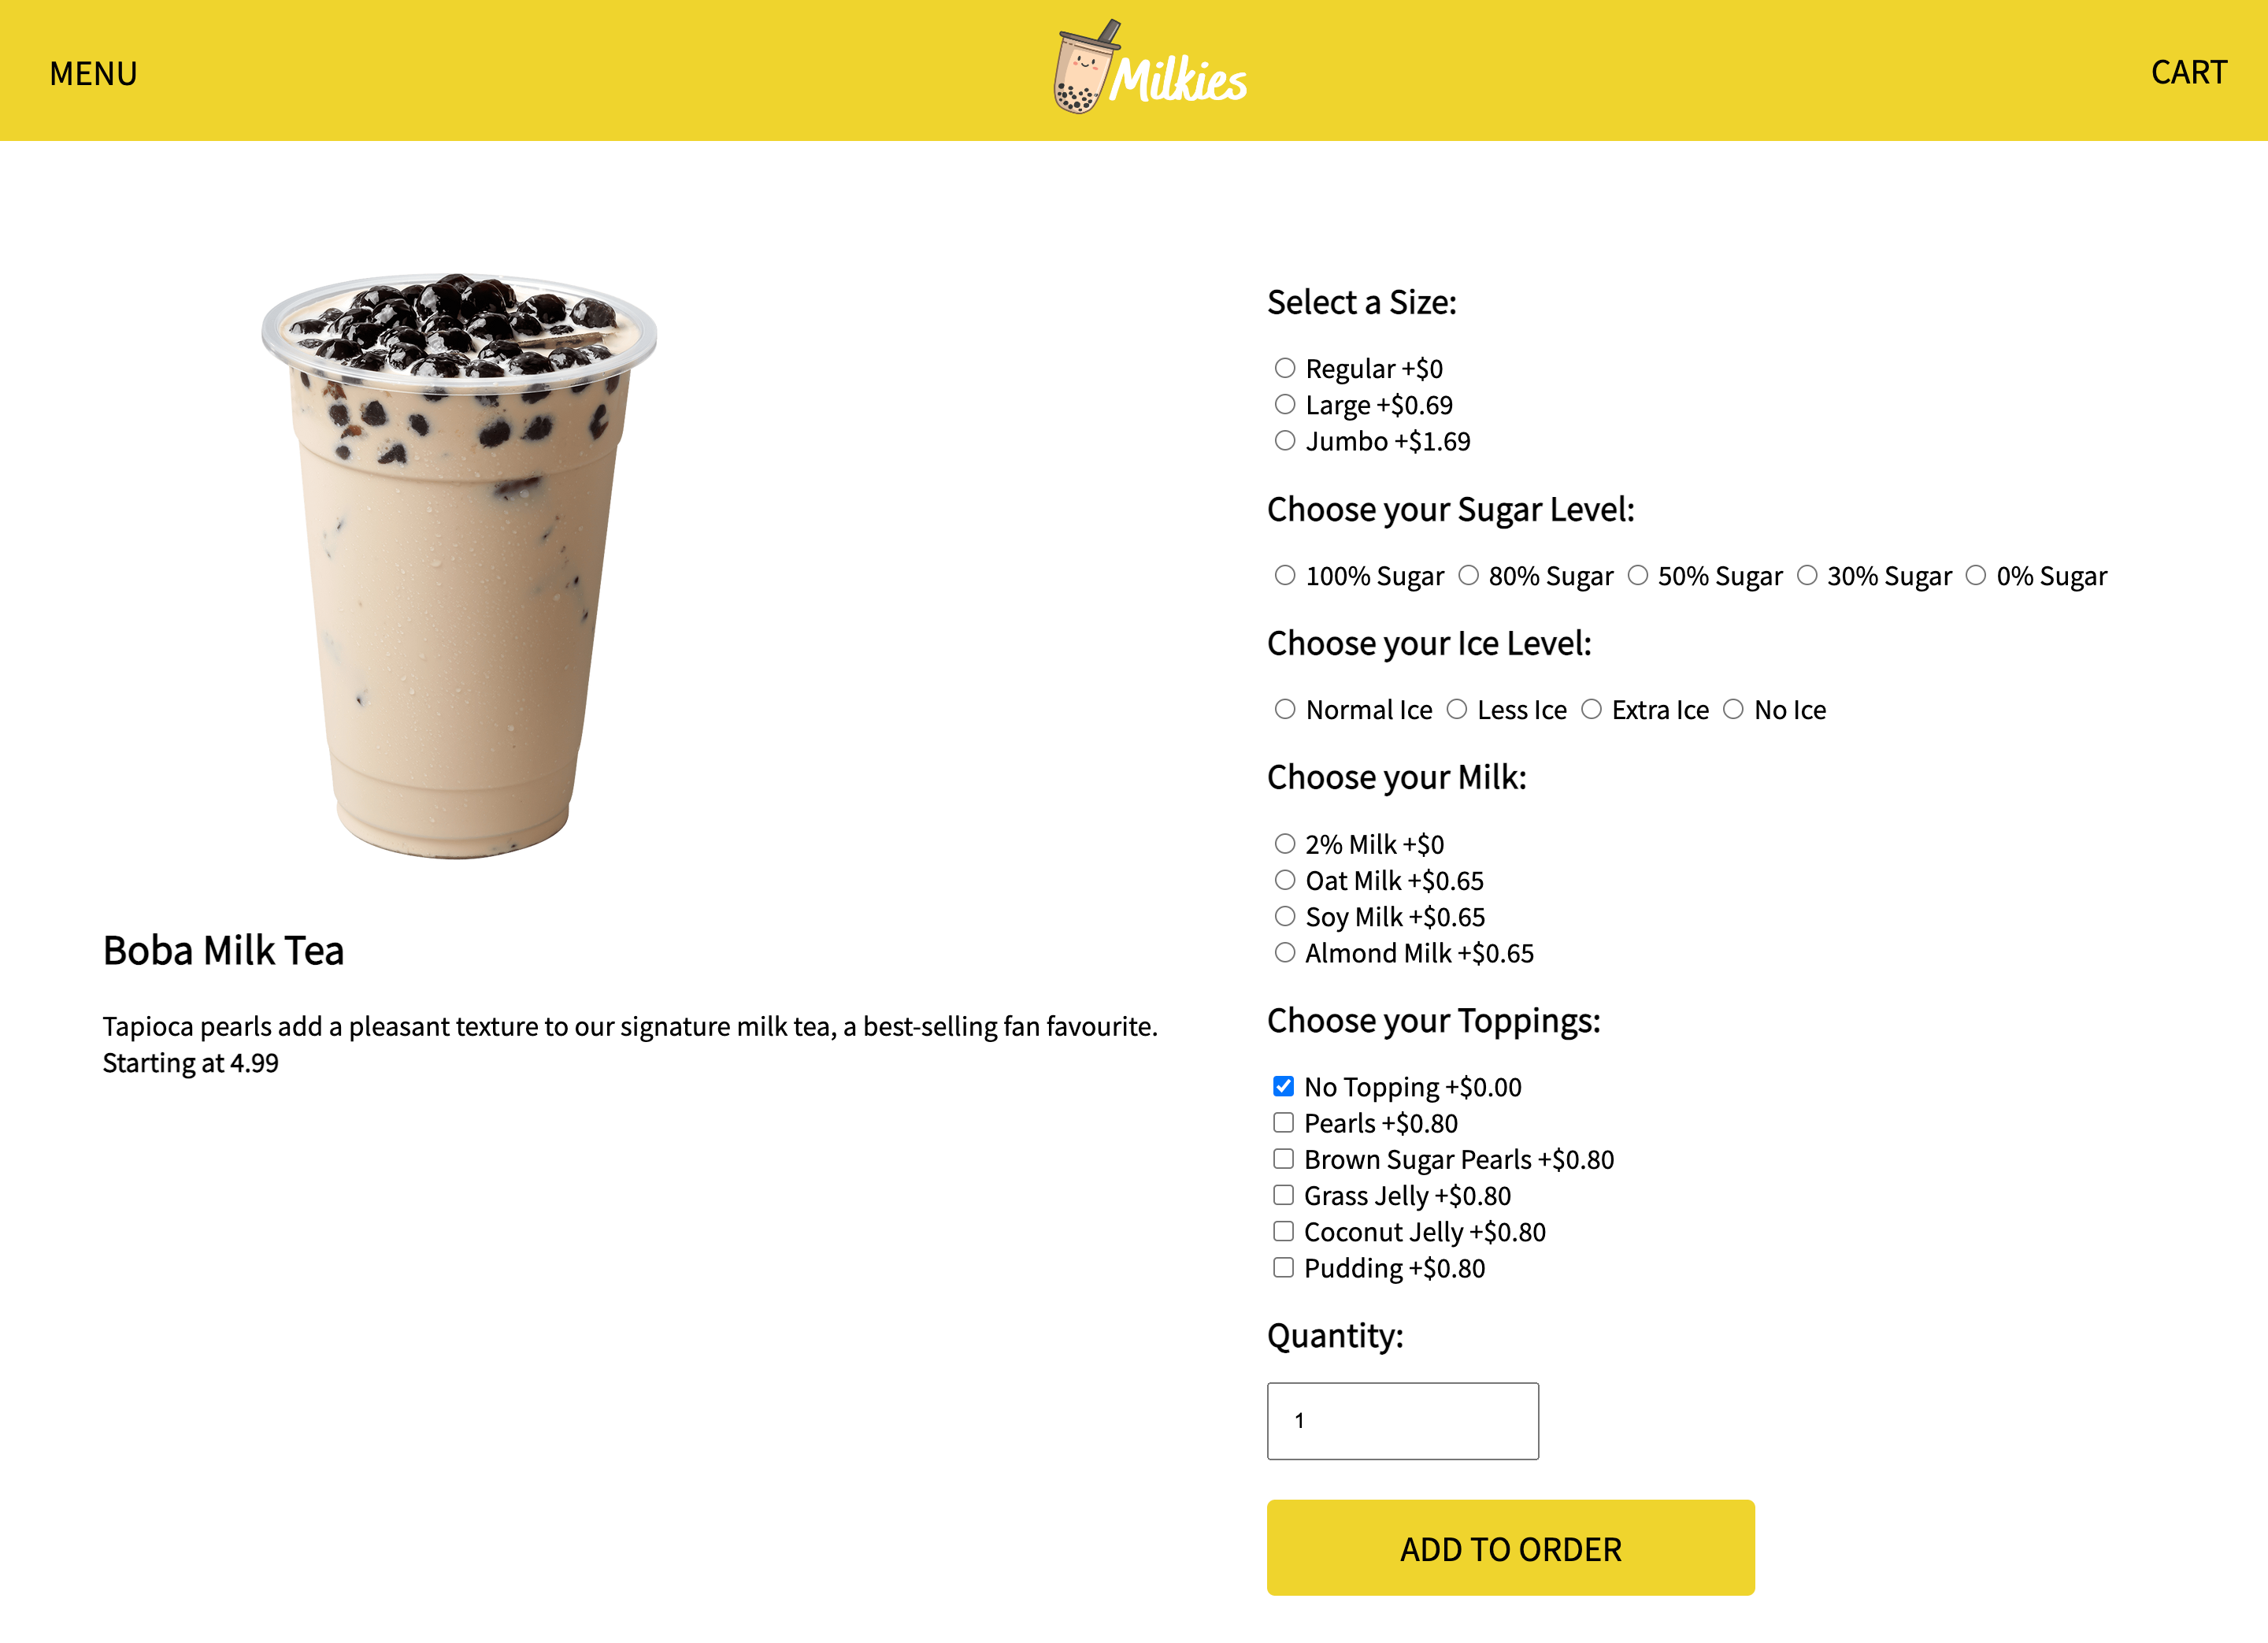 MENU
Milkies
CART
Boba Milk Tea
Tapioca pearls add a pleasant texture to our signature milk tea, a best-selling fan favourite.
Starting at 4.99
Select a Size:
Regular +$0
Large +$0.69
Jumbo +$1.69
Choose your Sugar Level:
100% Sugar 80% Sugar 50% Sugar 30% Sugar 0% Sugar
Choose your Ice Level:
Normal Ice Less Ice Extra Ice No Ice
Choose your Milk:
2% Milk +$0
Oat Milk +$0.65
Soy Milk +$0.65
Almond Milk +$0.65
Choose your Toppings:
No Topping +$0.00
Pearls +$0.80
Brown Sugar Pearls +$0.80
Grass Jelly +$0.80
Coconut Jelly +$0.80
Pudding +$0.80
Quantity:
1
ADD TO ORDER